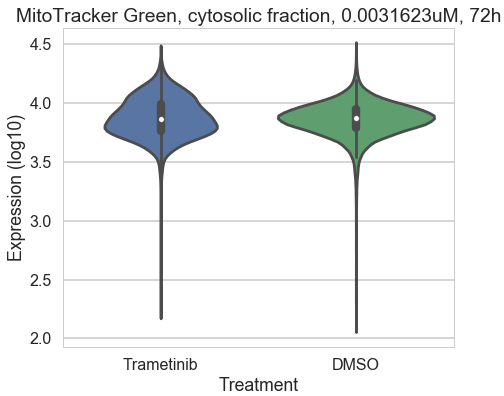 MitoTracker Green, cytosolic fraction, 0.0031623uM, 72h
4.5
4.0
3.5
3.0
2.5
2.0
Expression (log10)
Trametinib
DMSO
Treatment